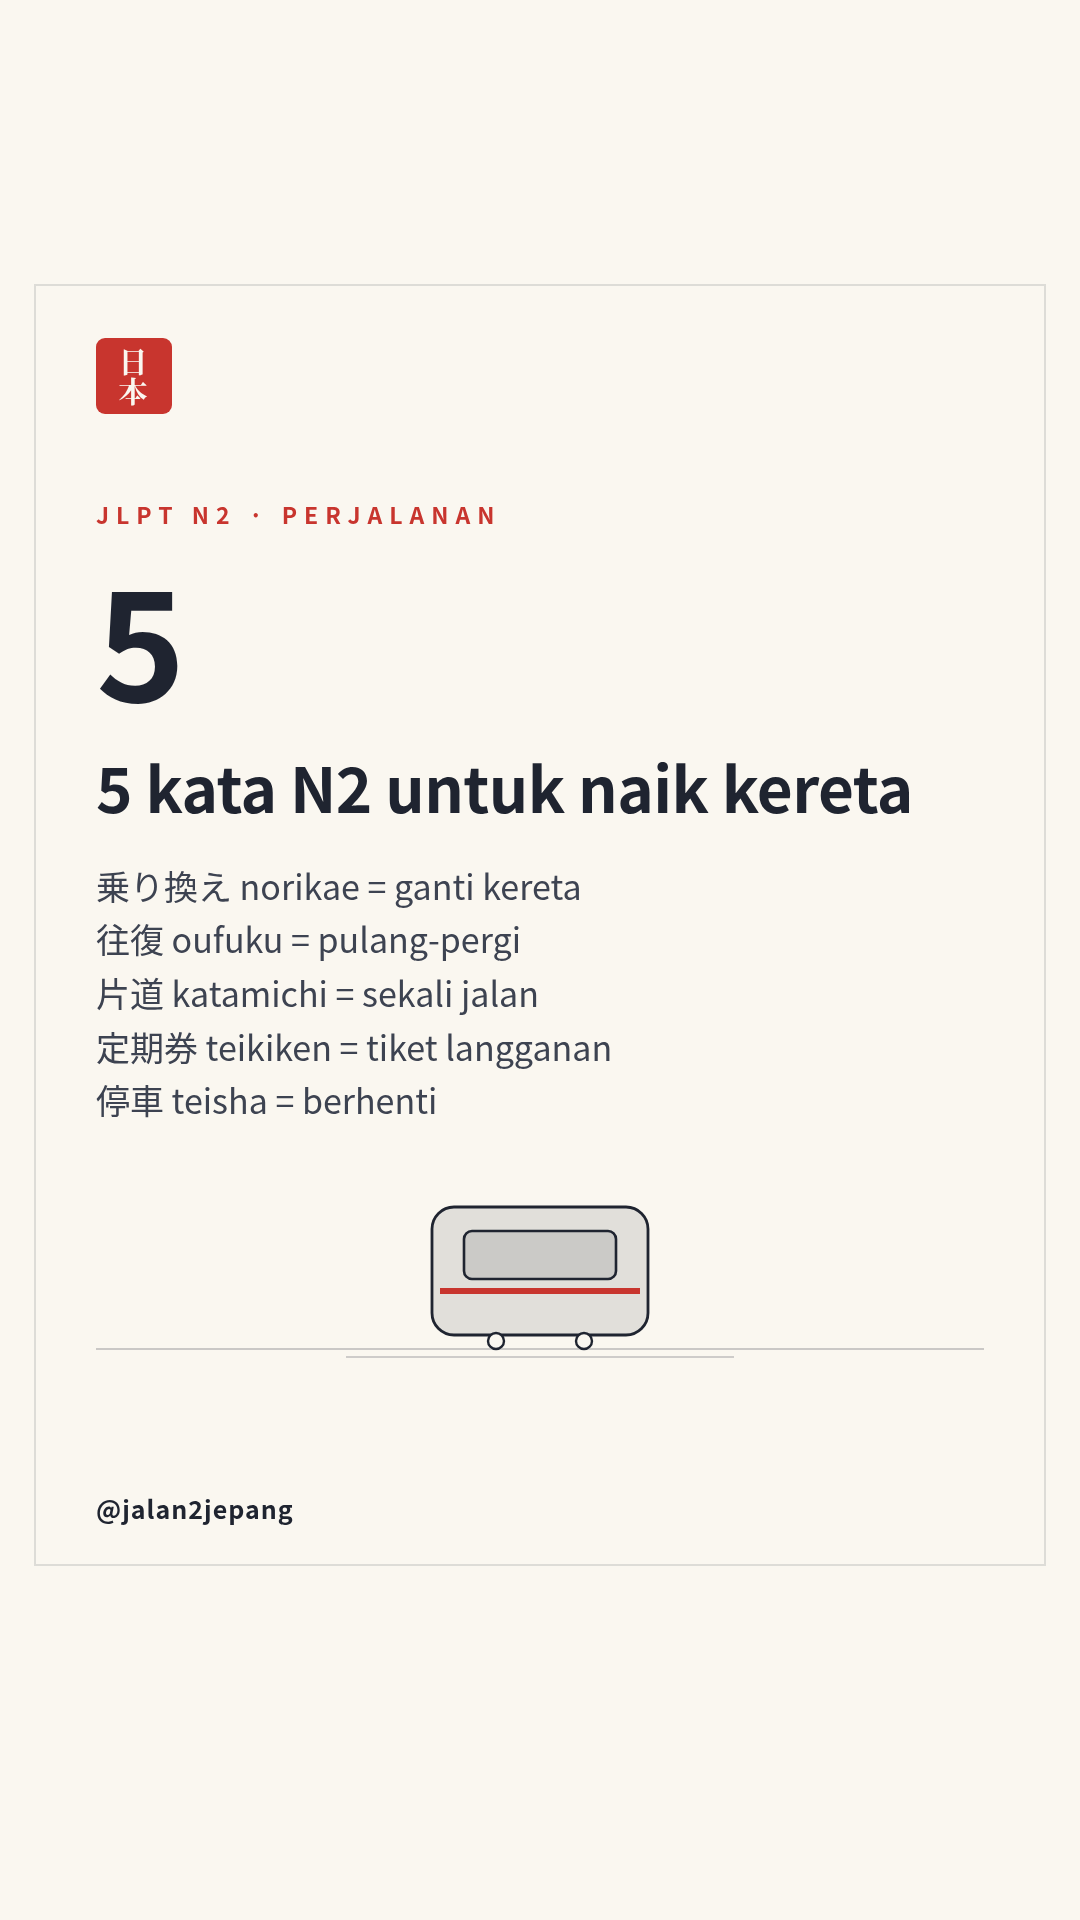 日
本
JLPT N2 · PERJALANAN
5
5 kata N2 untuk naik kereta
乗り換え norikae = ganti kereta
往復 oufuku = pulang-pergi
片道 katamichi = sekali jalan
定期券 teikiken = tiket langganan
停車 teisha = berhenti
@jalan2jepang